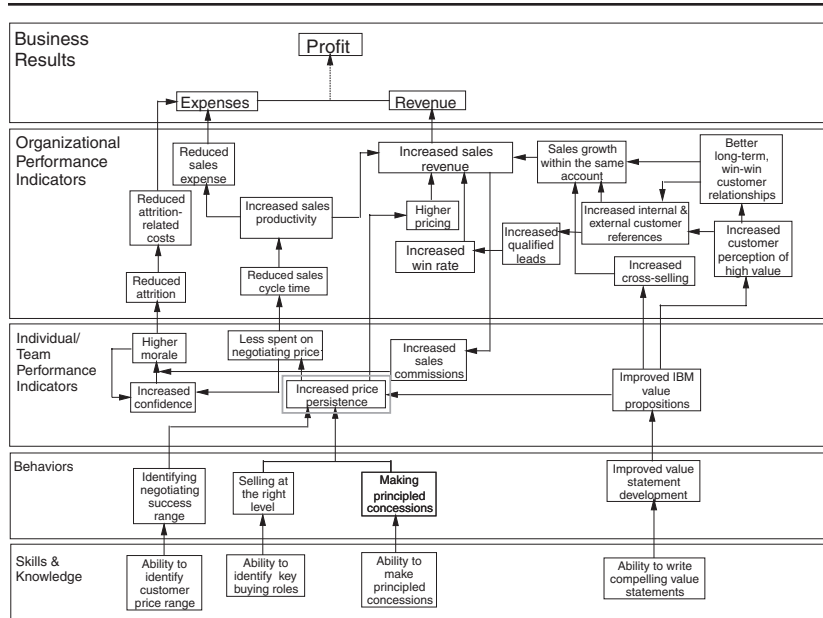 Business
Results
Profit
Expenses
Revenue
Organizational
Performance
Indicators
Reduced
sales
expense
Increased sales
revenue
Sales growth
within the same
account
Better
long-term,
win-win
customer
relationships
Reduced
attrition-
related
costs
Increased sales
productivity
Higher
pricing
Increased internal &
external customer
references
Increased
qualified
leads
Increased
customer
perception of
high value
Increased
win rate
Reduced
attrition
Reduced sales
cycle time
Increased
cross-selling
Individual/
Team
Performance
Indicators
Higher
morale
Less spent on
negotiating price
Increased
sales
commissions
Increased
confidence
Increased price
persistence
Improved IBM
value
propositions
Behaviors
Identifying
negotiating
success
range
Selling at
the right
level
Making
principled
concessions
Improved value
statement
development
Skills &
Knowledge
Ability to
identify
customer
price range
Ability to
identify key
buying roles
Ability to
make
principled
concessions
Ability to write
compelling value
statements